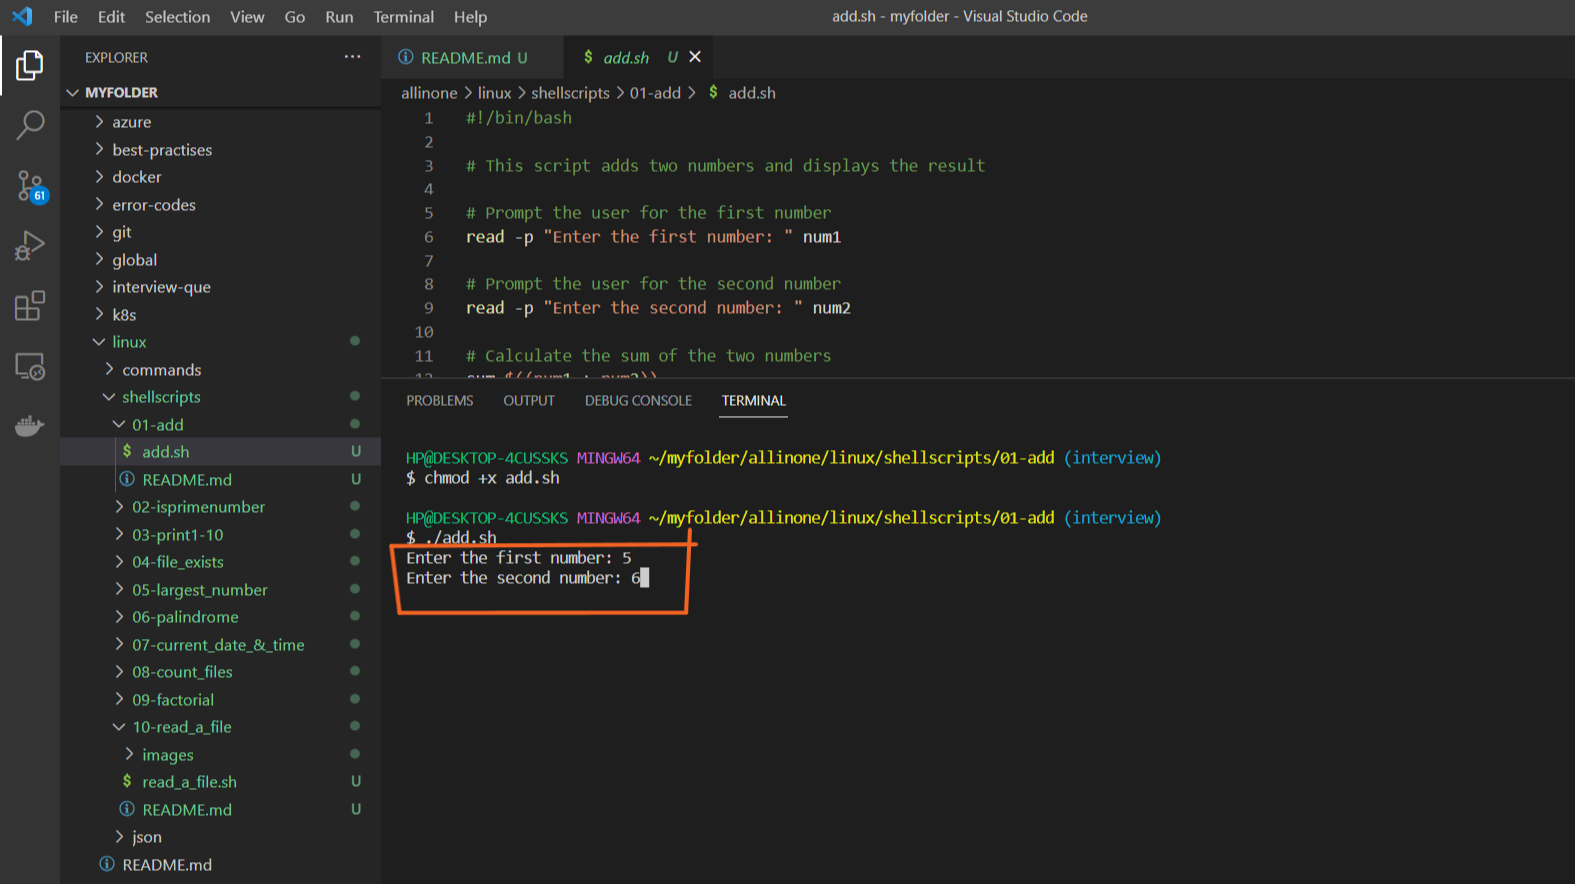 File Edit Selection View Go Run Terminal Help
add.sh - myfolder - Visual Studio Code
EXPLORER ...
MYFOLDER
azure
best-practises
docker
error-codes
git
global
interview-que
k8s
linux
commands
shellscripts
01-add
$ add.sh U
README.md U
02-isprimenumber
03-print1-10
04-file_exists
05-largest_number
06-palindrome
07-current_date_&_time
08-count_files
09-factorial
10-read_a_file
images
$ read_a_file.sh U
README.md U
json
README.md
61
README.md U
$ add.sh U
allinone > linux > shellscripts > 01-add > $ add.sh
1 #!/bin/bash
2
3 # This script adds two numbers and displays the result
4
5 # Prompt the user for the first number
6 read -p "Enter the first number: " num1
7
8 # Prompt the user for the second number
9 read -p "Enter the second number: " num2
10
11 # Calculate the sum of the two numbers
PROBLEMS OUTPUT DEBUG CONSOLE TERMINAL
HP@DESKTOP-4CUSSKS MINGW64 ~/myfolder/allinone/linux/shellscripts/01-add (interview)
$ chmod +x add.sh
HP@DESKTOP-4CUSSKS MINGW64 ~/myfolder/allinone/linux/shellscripts/01-add (interview)
$ ./add.sh
Enter the first number: 5
Enter the second number: 6